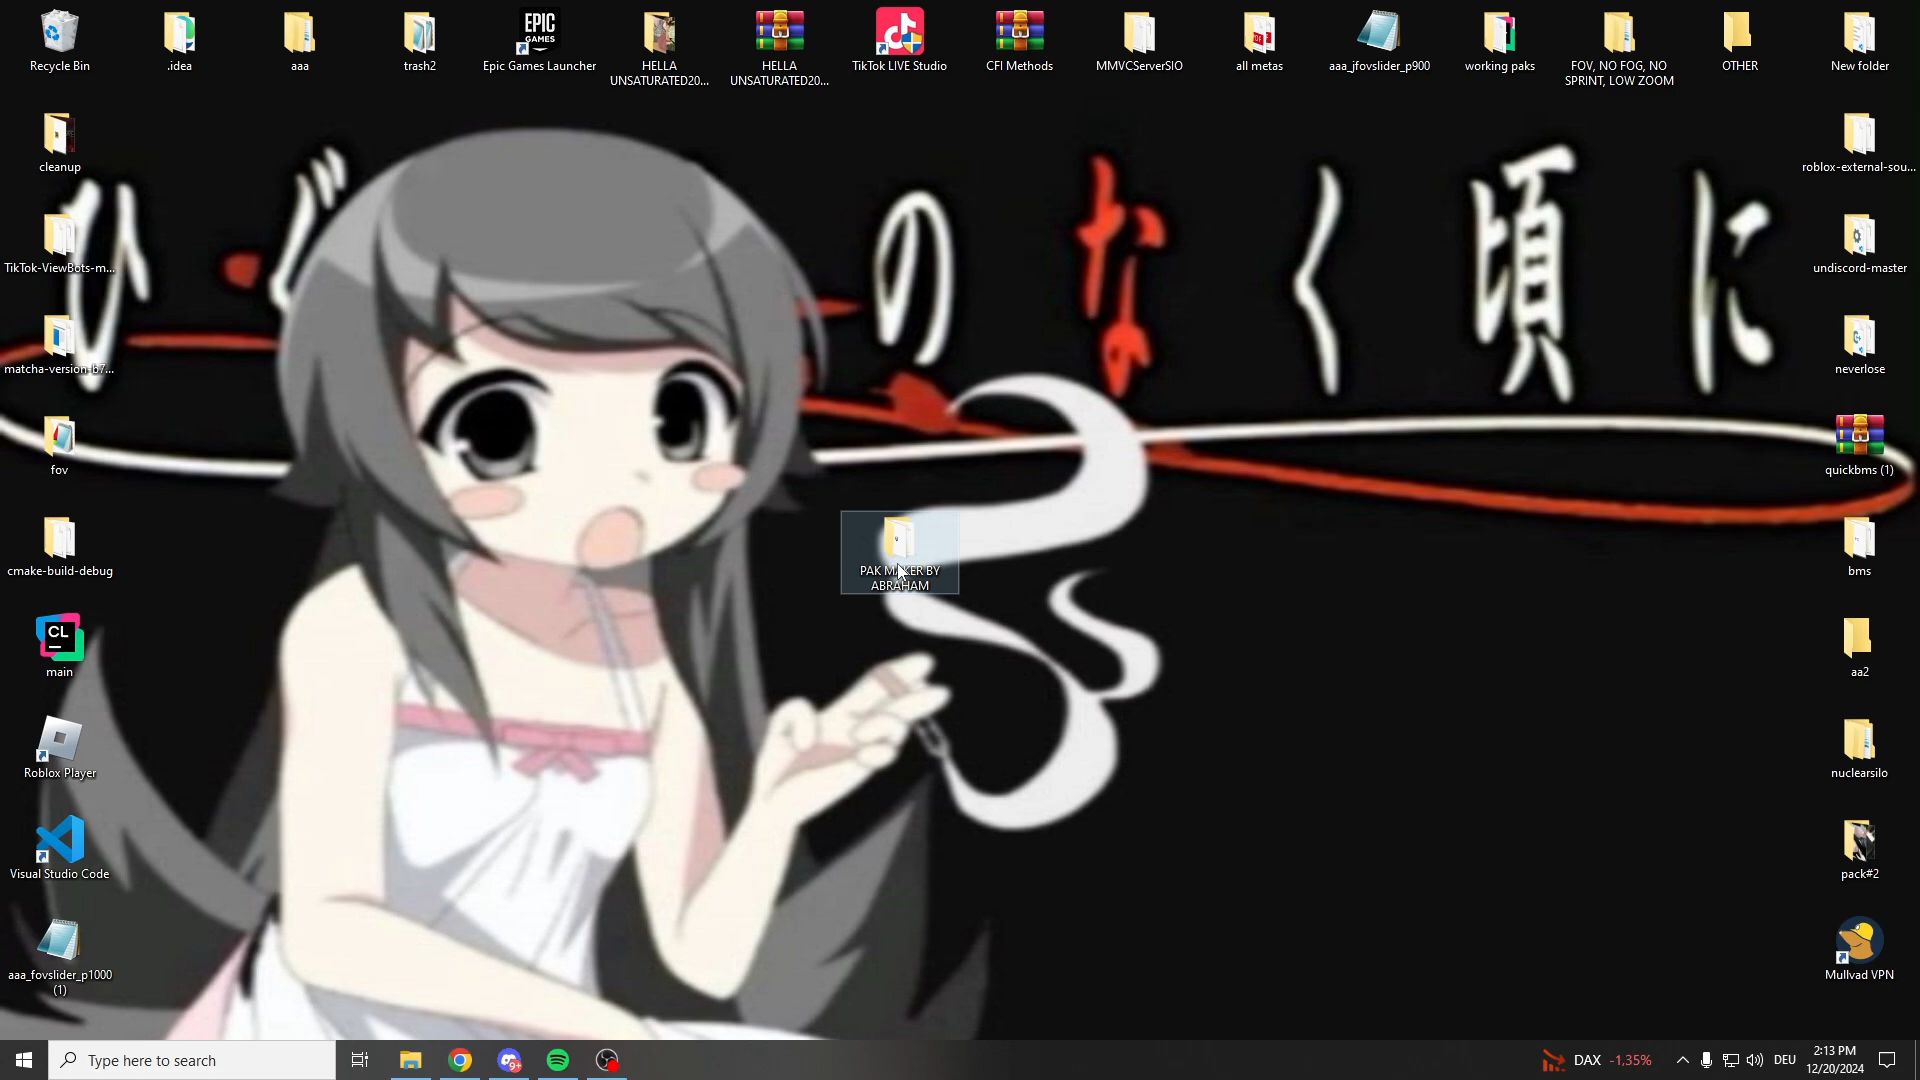 EPIC
GAMES
Recycle Bin
.idea
aaa
trash2
Epic Games Launcher
HELLA
UNSATURATED20...
HELLA
UNSATURATED20...
TikTok LIVE Studio
CFI Methods
MMVCServerSIO
all metas
aaa_jfovslider_p900
working paks
FOV, NO FOG, NO
SPRINT, LOW ZOOM
OTHER
New folder
cleanup
roblox-external-sou...
ひぐ
のなく頃に
TikTok-ViewBots-m...
undiscord-master
matcha-version-b7...
neverlose
fov
quickbms (1)
cmake-build-debug
PAK MAKER BY
ABRAHAM
bms
CL
main
aa2
Roblox Player
nuclearsilo
Visual Studio Code
pack#2
aaa_fovslider_p1000
(1)
Mullvad VPN
Type here to search
9+
DAX -1,35%
DEU
2:13 PM
12/20/2024